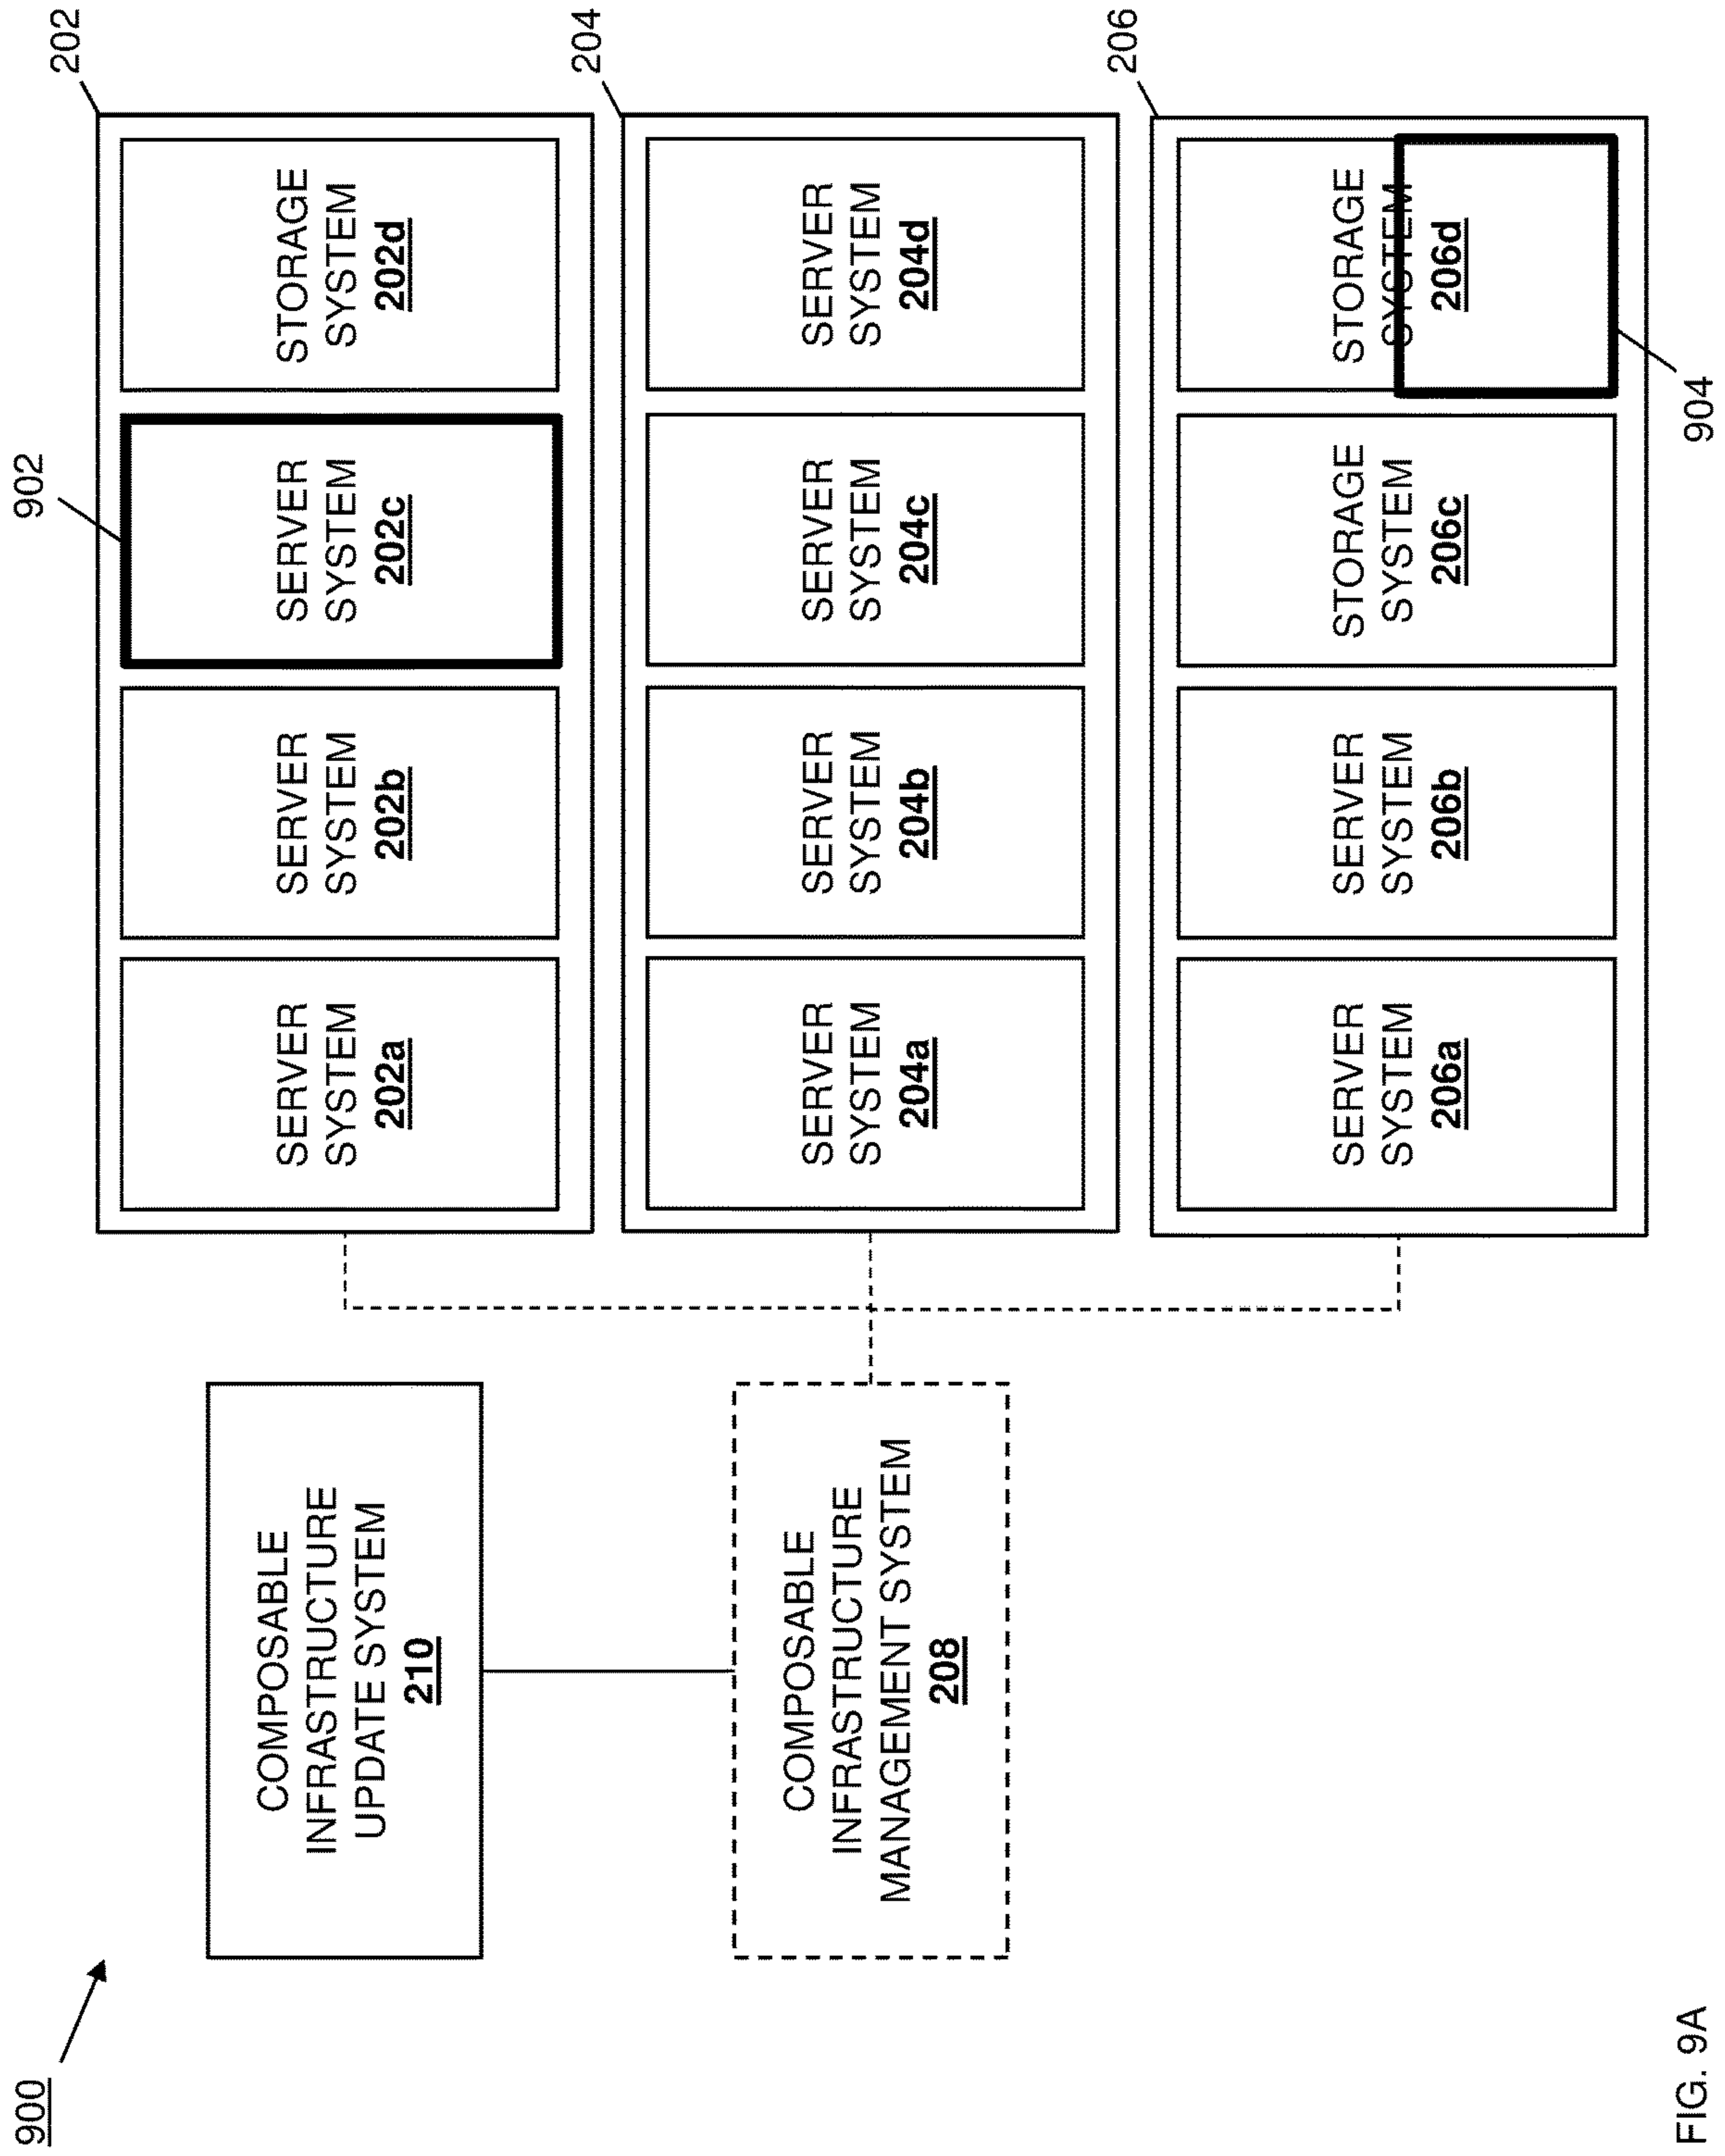 900
COMPOSABLE
INFRASTRUCTURE
UPDATE SYSTEM
210
COMPOSABLE
INFRASTRUCTURE
MANAGEMENT SYSTEM
208
902
202
SERVER
SYSTEM
202a
SERVER
SYSTEM
202b
SERVER
SYSTEM
202c
STORAGE
SYSTEM
202d
204
SERVER
SYSTEM
204a
SERVER
SYSTEM
204b
SERVER
SYSTEM
204c
SERVER
SYSTEM
204d
206
SERVER
SYSTEM
206a
SERVER
SYSTEM
206b
STORAGE
SYSTEM
206c
STORAGE
SYSTEM
206d
904
FIG. 9A